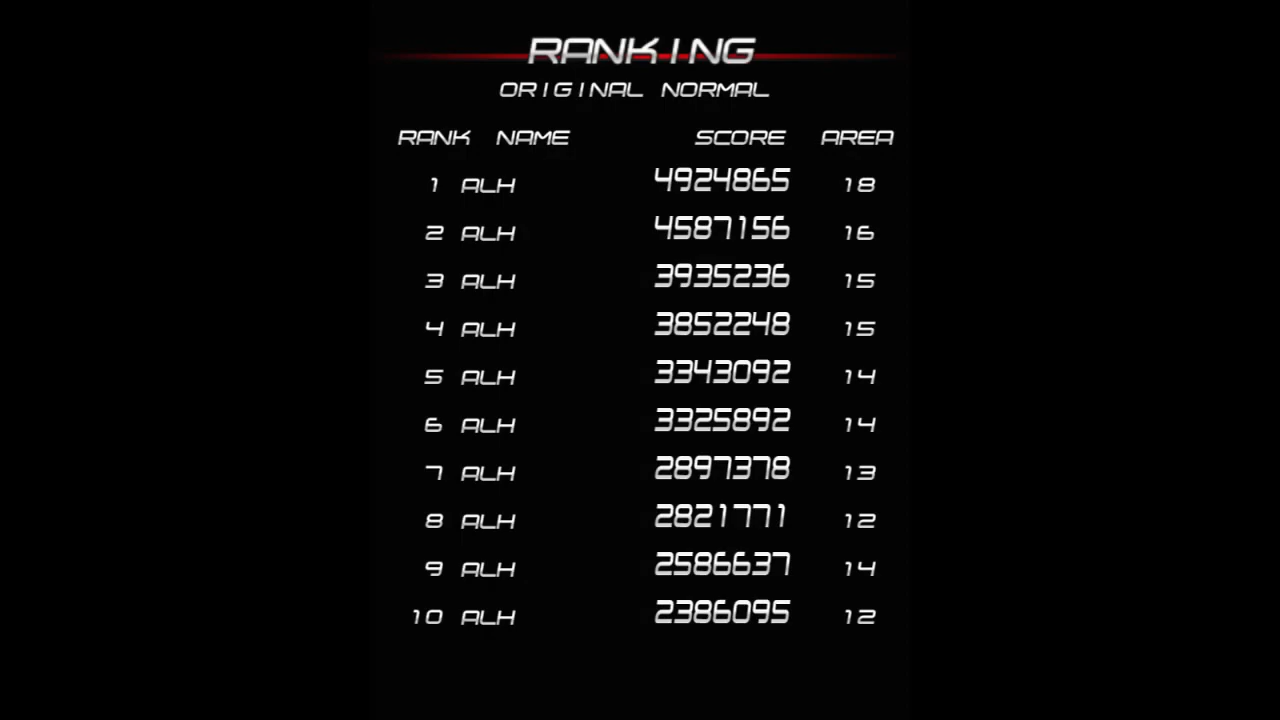 RANKING
ORIGINAL NORMAL
RANK NAME SCORE AREA
1 ALH 4924865 18
2 ALH 4587156 16
3 ALH 3935236 15
4 ALH 3852248 15
5 ALH 3343092 14
6 ALH 3325892 14
7 ALH 2897378 13
8 ALH 2821771 12
9 ALH 2586637 14
10 ALH 2386095 12